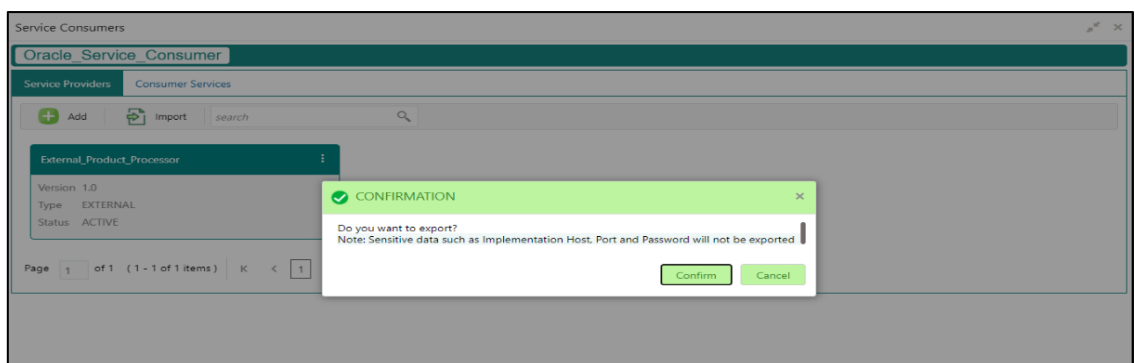 Service Consumers
Oracle_Service_Consumer
Service Providers Consumer Services
Add Import search
External_Product_Processor
Version 1.0
Type EXTERNAL
Status ACTIVE
CONFIRMATION
Do you want to export?
Note: Sensitive data such as Implementation Host, Port and Password will not be exported
Confirm Cancel
Page 1 of 1 (1 - 1 of 1 items) K < 1